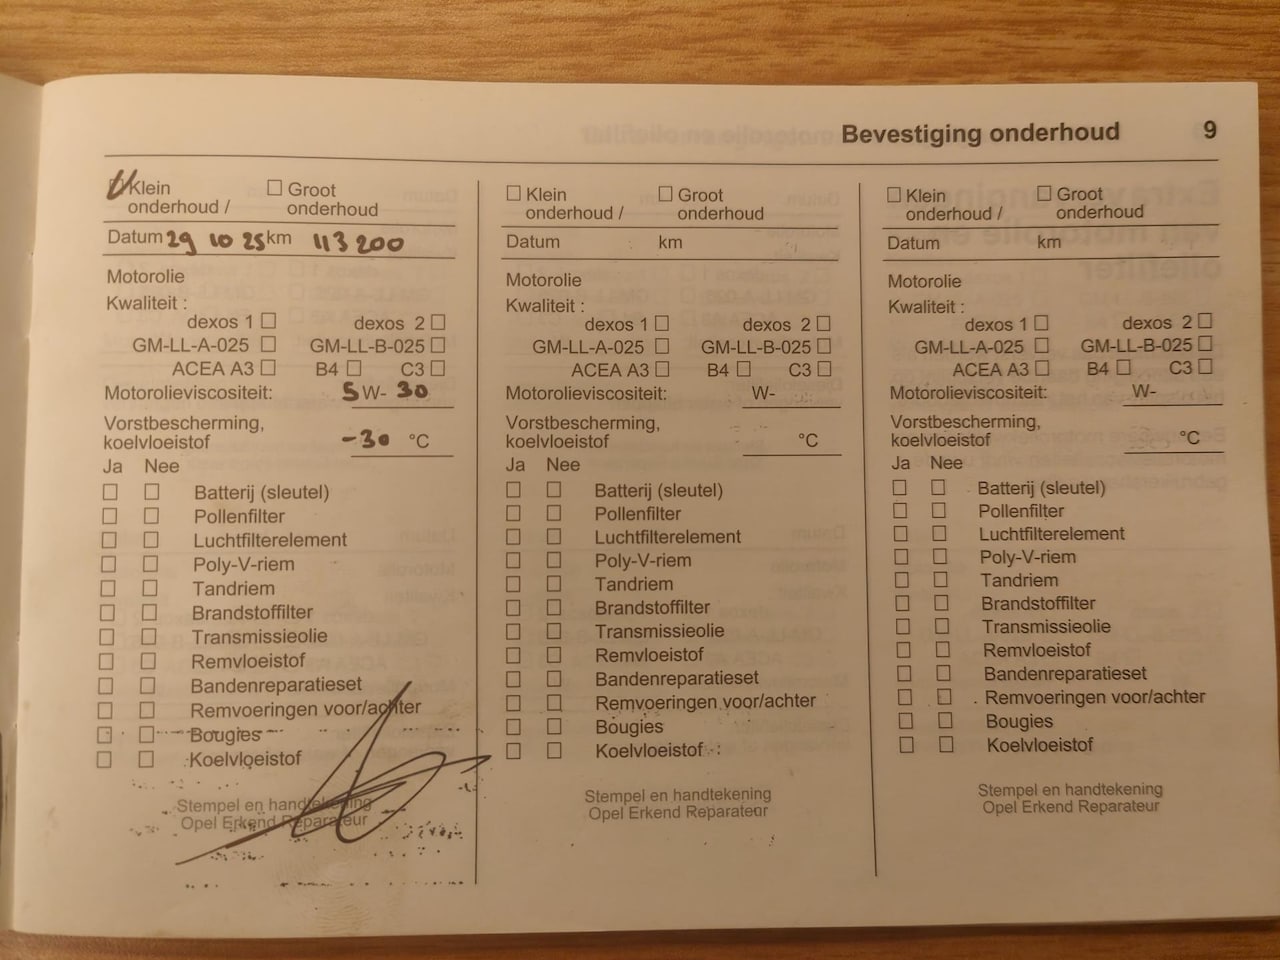 Bevestiging onderhoud 9
☑ Klein ☐ Groot
onderhoud / onderhoud
Datum 29 10 25 km 113 200
Motorolie
Kwaliteit :
dexos 1 ☐ dexos 2 ☐
GM-LL-A-025 ☐ GM-LL-B-025 ☐
ACEA A3 ☐ B4 ☐ C3 ☐
Motorolieviscositeit: 5 W- 30
Vorstbescherming,
koelvloeistof -30 °C
Ja Nee
☐ ☐ Batterij (sleutel)
☐ ☐ Pollenfilter
☐ ☐ Luchtfilterelement
☐ ☐ Poly-V-riem
☐ ☐ Tandriem
☐ ☐ Brandstoffilter
☐ ☐ Transmissieolie
☐ ☐ Remvloeistof
☐ ☐ Bandenreparatieset
☐ ☐ Remvoeringen voor/achter
☐ ☐ Bougies
☐ ☐ Koelvloeistof
Stempel en handtekening
Opel Erkend Reparateur
☐ Klein ☐ Groot
onderhoud / onderhoud
Datum km
Motorolie
Kwaliteit :
dexos 1 ☐ dexos 2 ☐
GM-LL-A-025 ☐ GM-LL-B-025 ☐
ACEA A3 ☐ B4 ☐ C3 ☐
Motorolieviscositeit: W-
Vorstbescherming,
koelvloeistof °C
Ja Nee
☐ ☐ Batterij (sleutel)
☐ ☐ Pollenfilter
☐ ☐ Luchtfilterelement
☐ ☐ Poly-V-riem
☐ ☐ Tandriem
☐ ☐ Brandstoffilter
☐ ☐ Transmissieolie
☐ ☐ Remvloeistof
☐ ☐ Bandenreparatieset
☐ ☐ Remvoeringen voor/achter
☐ ☐ Bougies
☐ ☐ Koelvloeistof
Stempel en handtekening
Opel Erkend Reparateur
☐ Klein ☐ Groot
onderhoud / onderhoud
Datum km
Motorolie
Kwaliteit :
dexos 1 ☐ dexos 2 ☐
GM-LL-A-025 ☐ GM-LL-B-025 ☐
ACEA A3 ☐ B4 ☐ C3 ☐
Motorolieviscositeit: W-
Vorstbescherming,
koelvloeistof °C
Ja Nee
☐ ☐ Batterij (sleutel)
☐ ☐ Pollenfilter
☐ ☐ Luchtfilterelement
☐ ☐ Poly-V-riem
☐ ☐ Tandriem
☐ ☐ Brandstoffilter
☐ ☐ Transmissieolie
☐ ☐ Remvloeistof
☐ ☐ Bandenreparatieset
☐ ☐ Remvoeringen voor/achter
☐ ☐ Bougies
☐ ☐ Koelvloeistof
Stempel en handtekening
Opel Erkend Reparateur